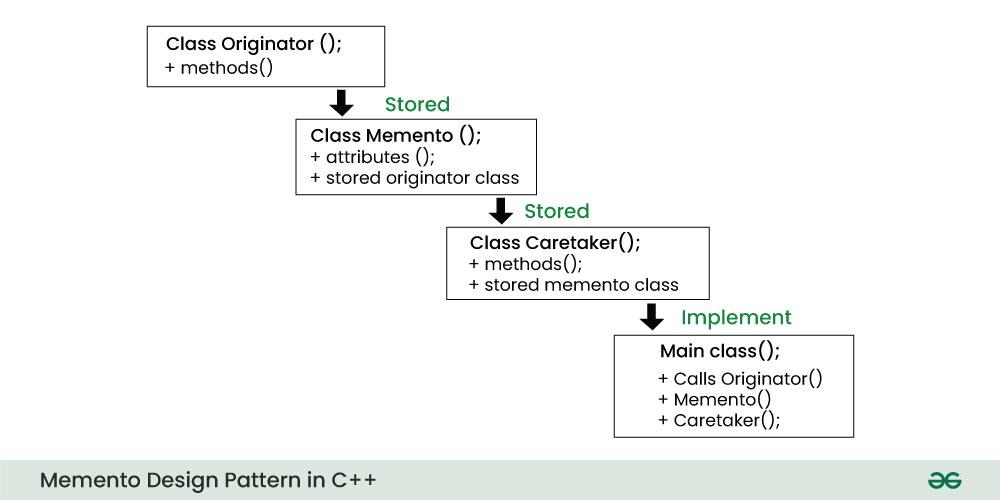 Class Originator ();
+ methods()
Stored
Class Memento ();
+ attributes ();
+ stored originator class
Stored
Class Caretaker();
+ methods();
+ stored memento class
Implement
Main class();
+ Calls Originator()
+ Memento()
+ Caretaker();
Memento Design Pattern in C++